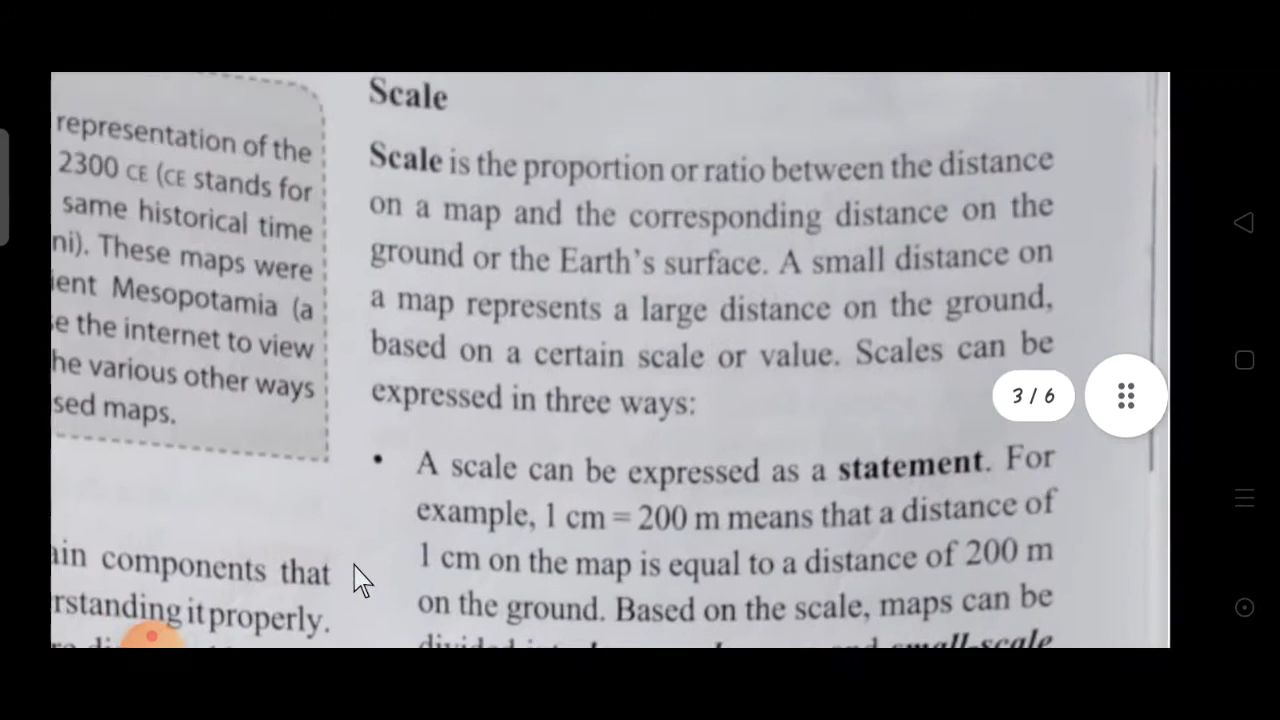 representation of the
2300 CE (CE stands for
same historical time
ni). These maps were
ient Mesopotamia (a
se the internet to view
he various other ways
sed maps.
ain components that
rstanding it properly.
Scale
Scale is the proportion or ratio between the distance
on a map and the corresponding distance on the
ground or the Earth's surface. A small distance on
a map represents a large distance on the ground,
based on a certain scale or value. Scales can be
expressed in three ways:
• A scale can be expressed as a statement. For
example, 1 cm = 200 m means that a distance of
1 cm on the map is equal to a distance of 200 m
on the ground. Based on the scale, maps can be
and small-scale
3 / 6